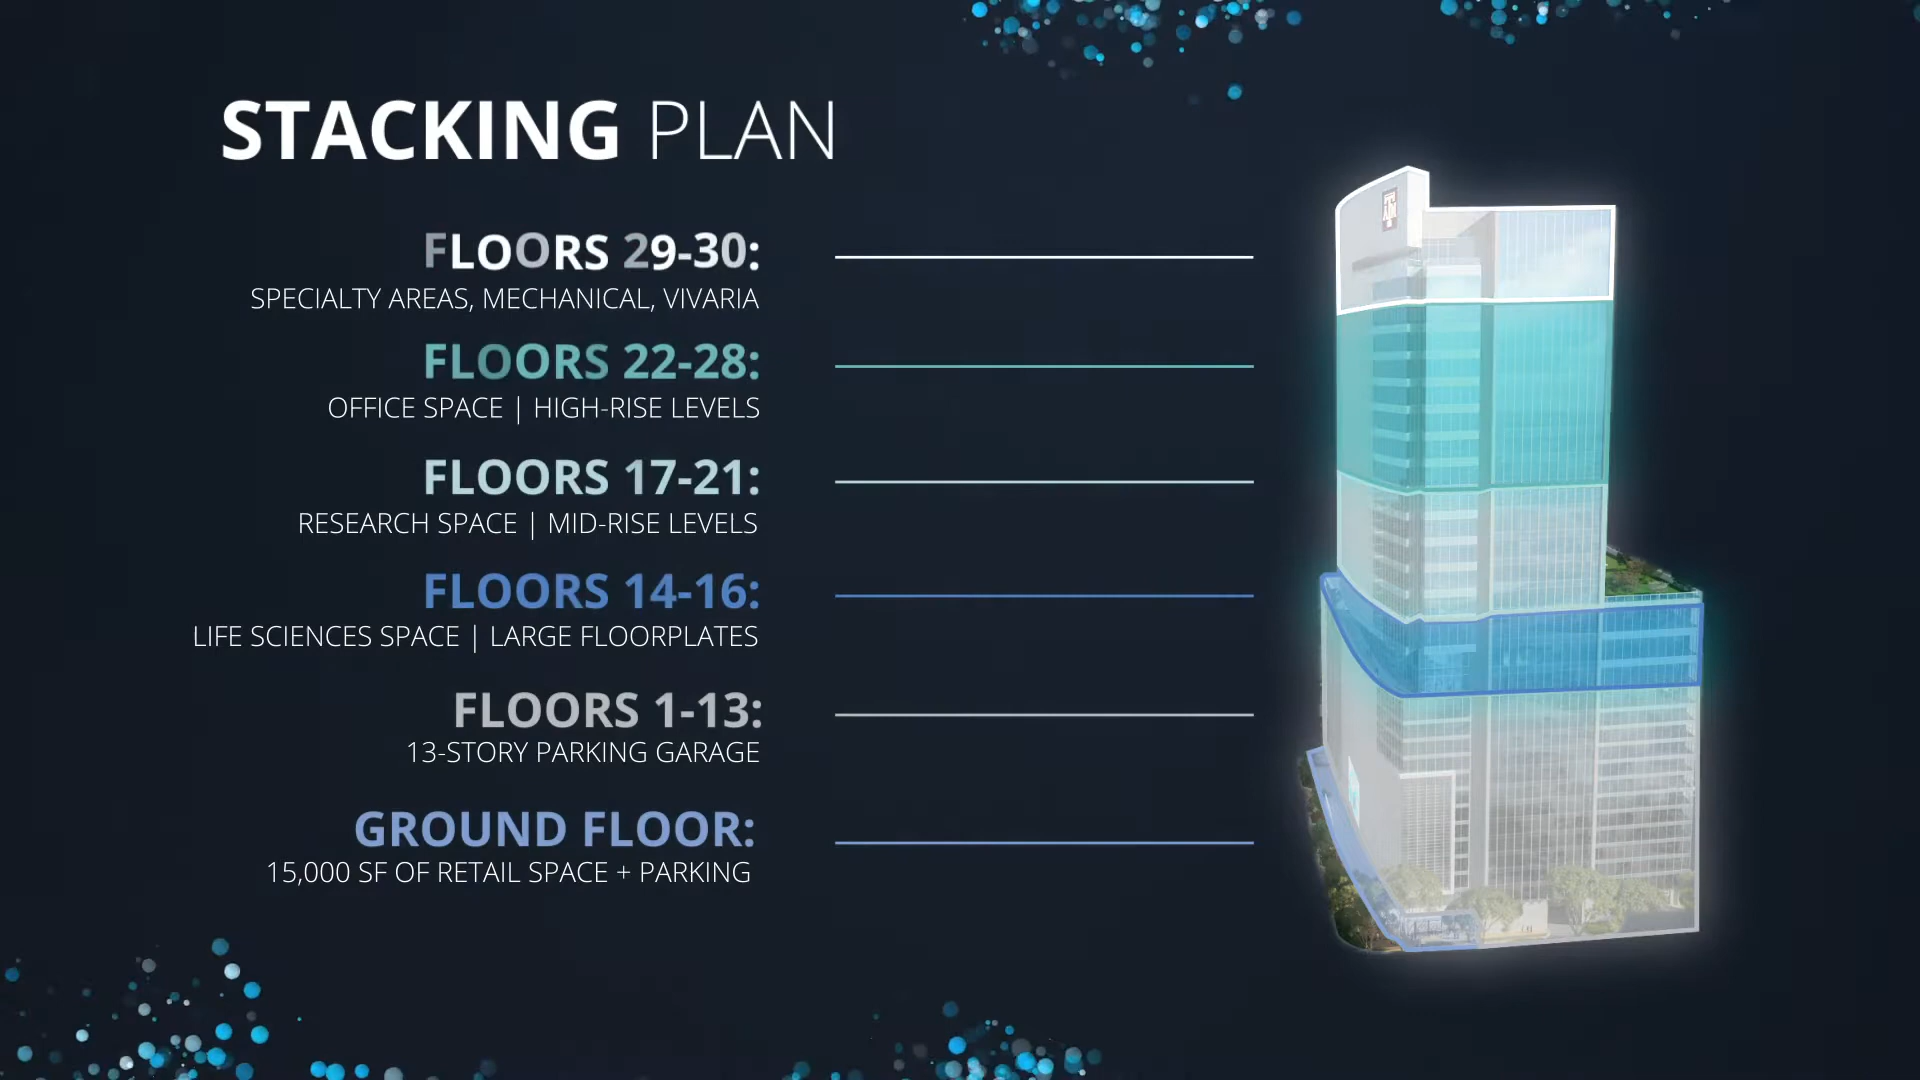 STACKING PLAN
FLOORS 29-30:
SPECIALTY AREAS, MECHANICAL, VIVARIA
FLOORS 22-28:
OFFICE SPACE | HIGH-RISE LEVELS
FLOORS 17-21:
RESEARCH SPACE | MID-RISE LEVELS
FLOORS 14-16:
LIFE SCIENCES SPACE | LARGE FLOORPLATES
FLOORS 1-13:
13-STORY PARKING GARAGE
GROUND FLOOR:
15,000 SF OF RETAIL SPACE + PARKING